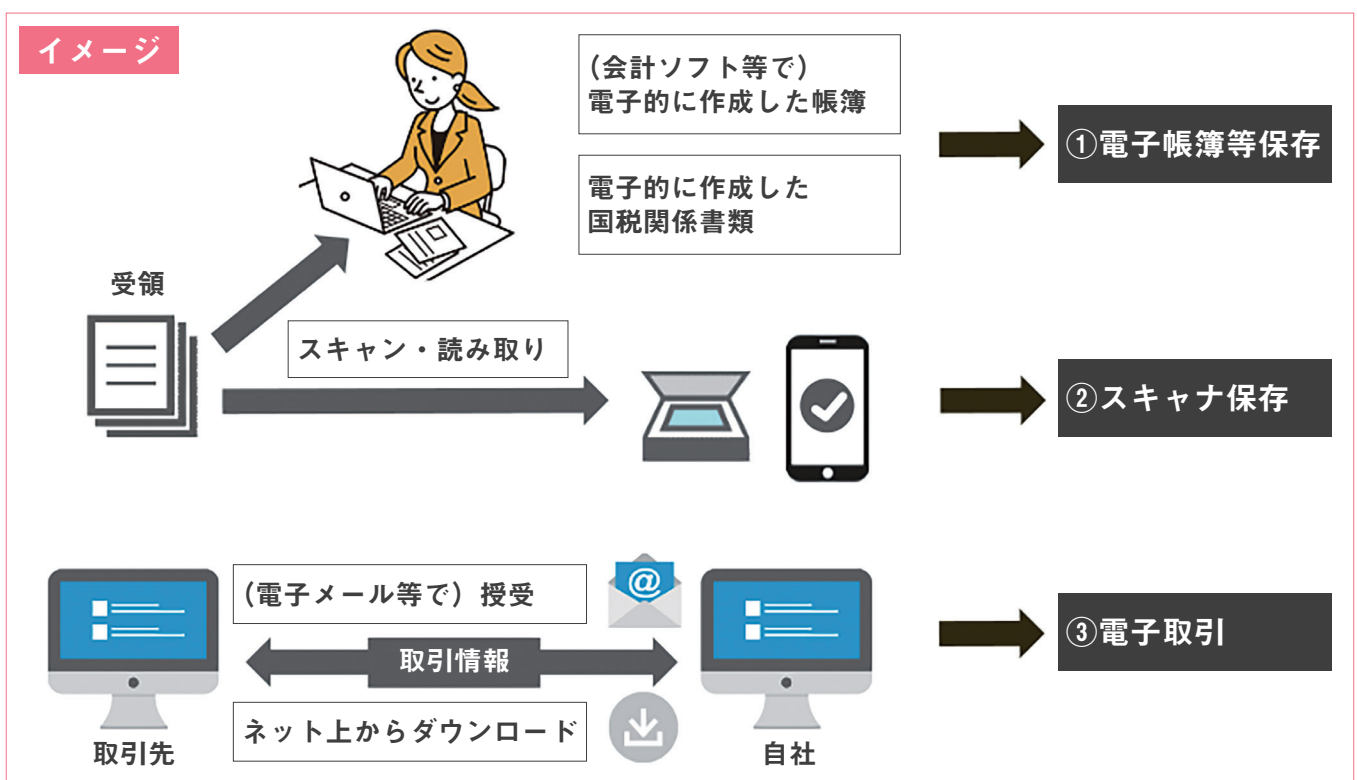 イメージ
(会計ソフト等で)
電子的に作成した帳簿
①電子帳簿等保存
電子的に作成した
国税関係書類
受領
スキャン・読み取り
②スキャナ保存
(電子メール等で) 授受
@
取引情報
③電子取引
ネット上からダウンロード
取引先
自社